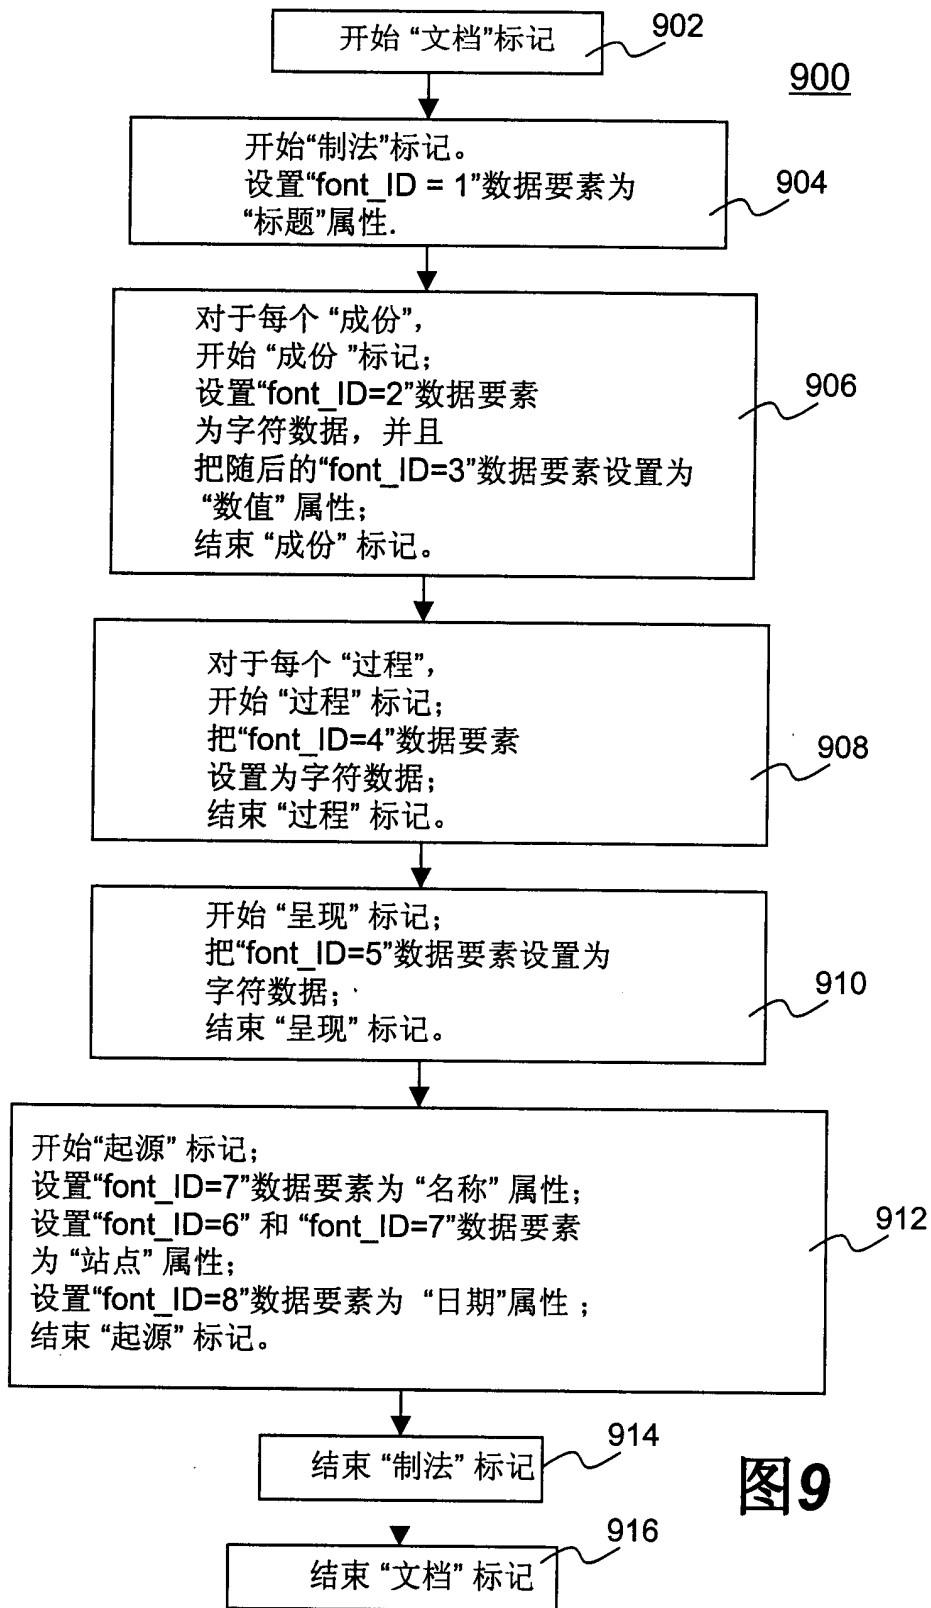 开始 “文档”标记
902
900
开始“制法”标记。
设置“font_ID = 1”数据要素为
“标题”属性.
904
对于每个 “成份”，
开始 “成份 ”标记；
设置“font_ID=2”数据要素
为字符数据，并且
把随后的“font_ID=3”数据要素设置为
“数值” 属性；
结束 “成份” 标记。
906
对于每个 “过程”，
开始 “过程” 标记；
把“font_ID=4”数据要素
设置为字符数据；
结束 “过程” 标记。
908
开始 “呈现” 标记；
把“font_ID=5”数据要素设置为
字符数据；
结束 “呈现” 标记。
910
开始“起源” 标记；
设置“font_ID=7”数据要素为 “名称” 属性；
设置“font_ID=6” 和 “font_ID=7”数据要素
为 “站点” 属性；
设置“font_ID=8”数据要素为 “日期”属性；
结束 “起源” 标记。
912
结束 “制法” 标记
914
图9
结束 “文档” 标记
916